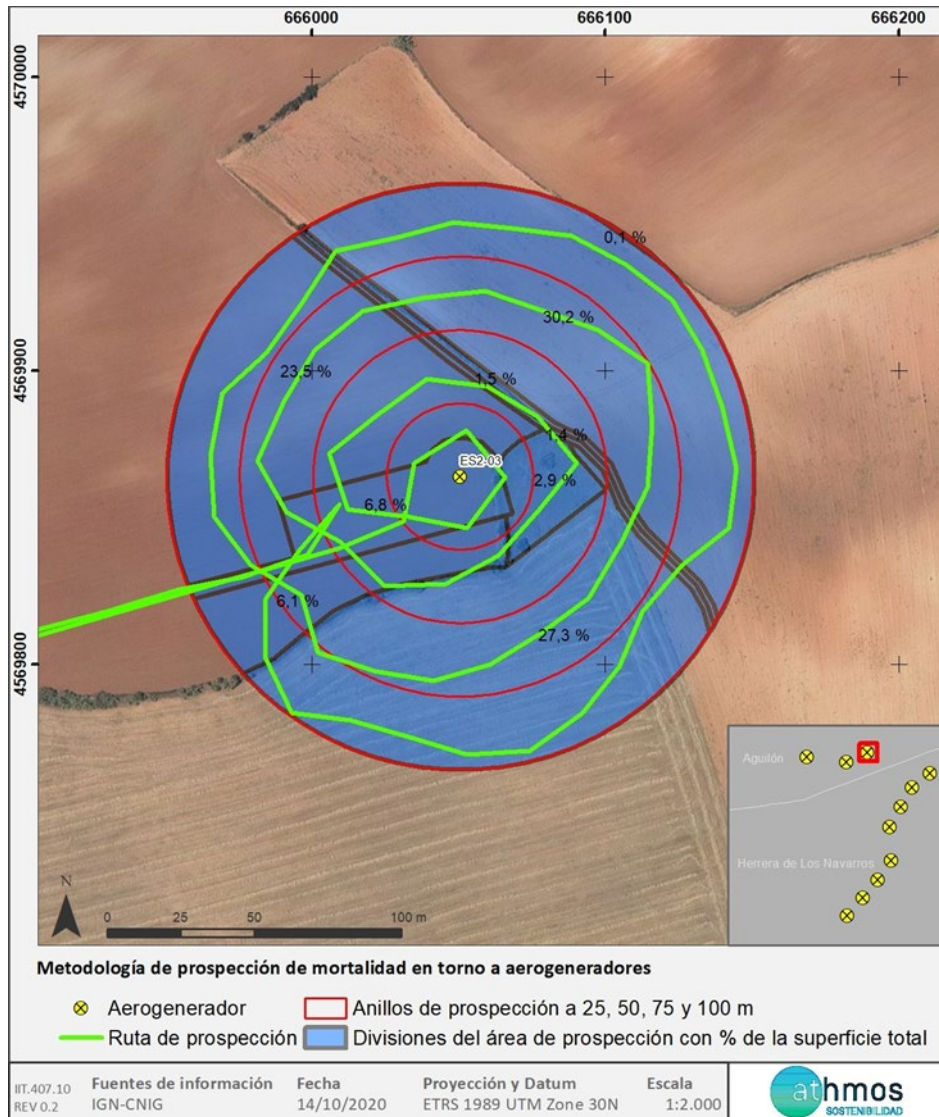 666000 666100 666200
4570000
4569900
4569800
0,1 %
30,2 %
23,5 %
1,5 %
1,4 %
ES2-03
2,9 %
6,8 %
6,1 %
27,3 %
Aguilón
Herrera de Los Navarros
N
0 25 50 100 m
Metodología de prospección de mortalidad en torno a aerogeneradores
Aerogenerador Anillos de prospección a 25, 50, 75 y 100 m
Ruta de prospección Divisiones del área de prospección con % de la superficie total
IIT.407.10 Fuentes de información Fecha Proyección y Datum Escala
REV 0.2 IGN-CNIG 14/10/2020 ETRS 1989 UTM Zone 30N 1:2.000
athmos
SOSTENIBILIDAD